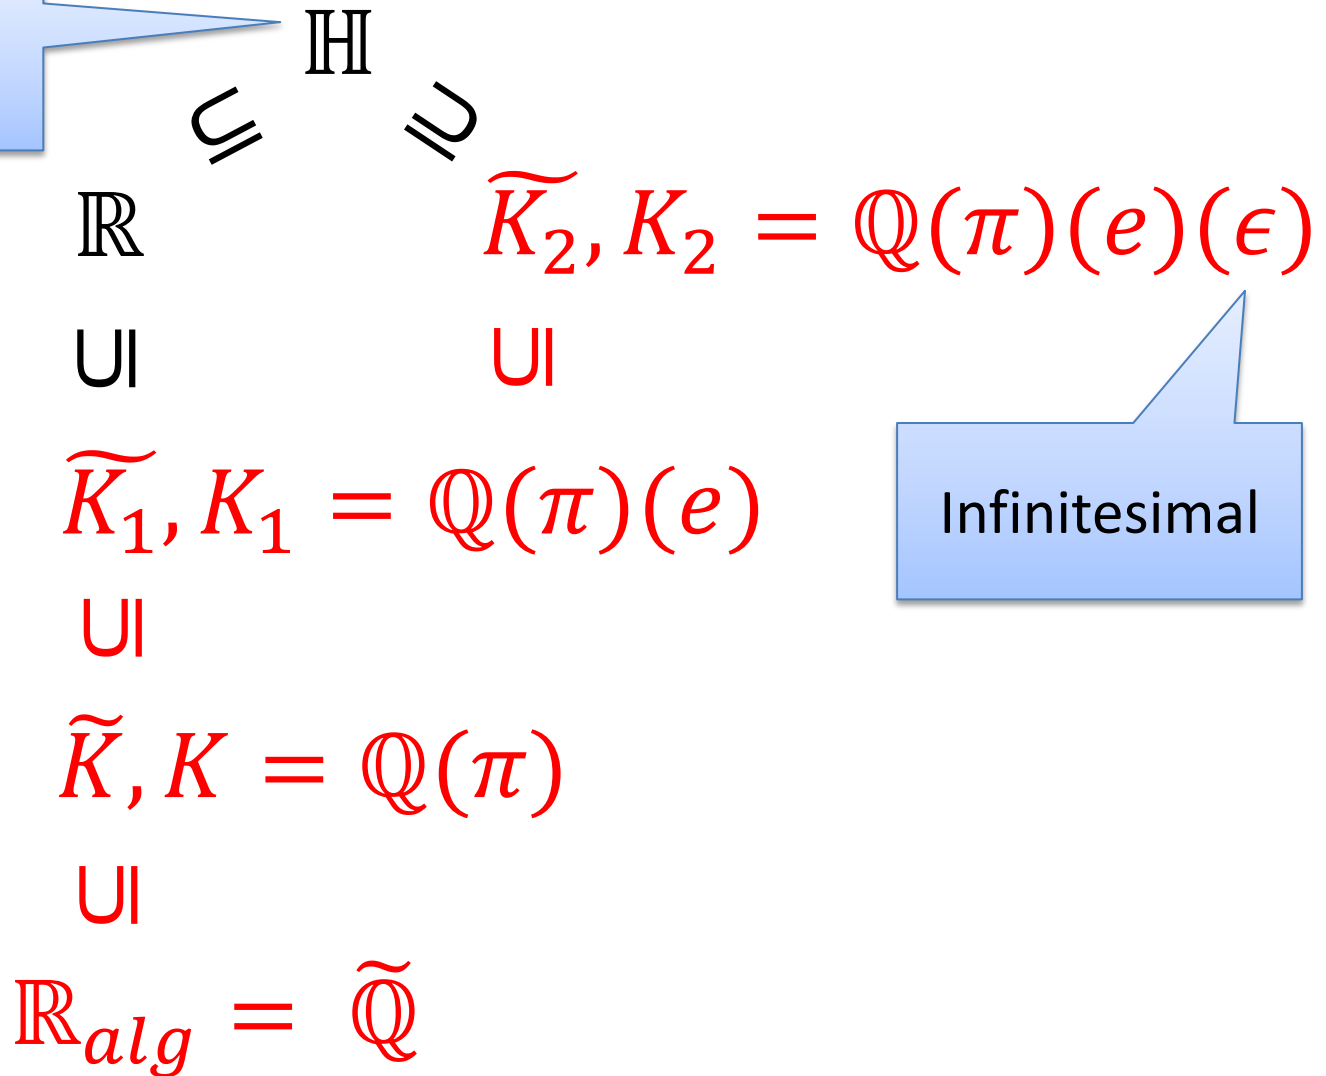 ℍ
⊆ ⊇
ℝ
K̃₂, K₂ = ℚ(π)(e)(ϵ)
∪| ∪|
Infinitesimal
K̃₁, K₁ = ℚ(π)(e)
∪|
K̃, K = ℚ(π)
∪|
ℝ_alg = ℚ̃